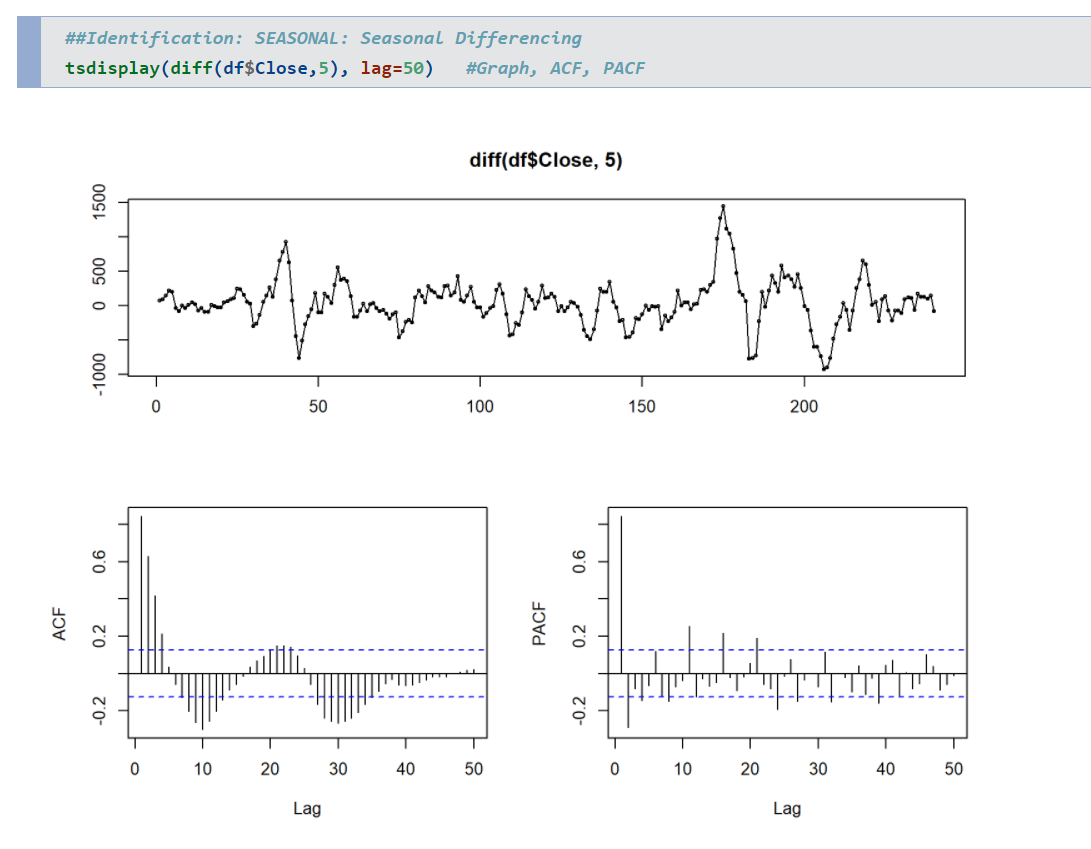 ##Identification: SEASONAL: Seasonal Differencing
tsdisplay(diff(df$Close,5), lag=50)   #Graph, ACF, PACF
diff(df$Close, 5)
1500
500
0
-1000
0 50 100 150 200
ACF
0.6
0.2
-0.2
0 10 20 30 40 50
Lag
PACF
0.6
0.2
-0.2
0 10 20 30 40 50
Lag